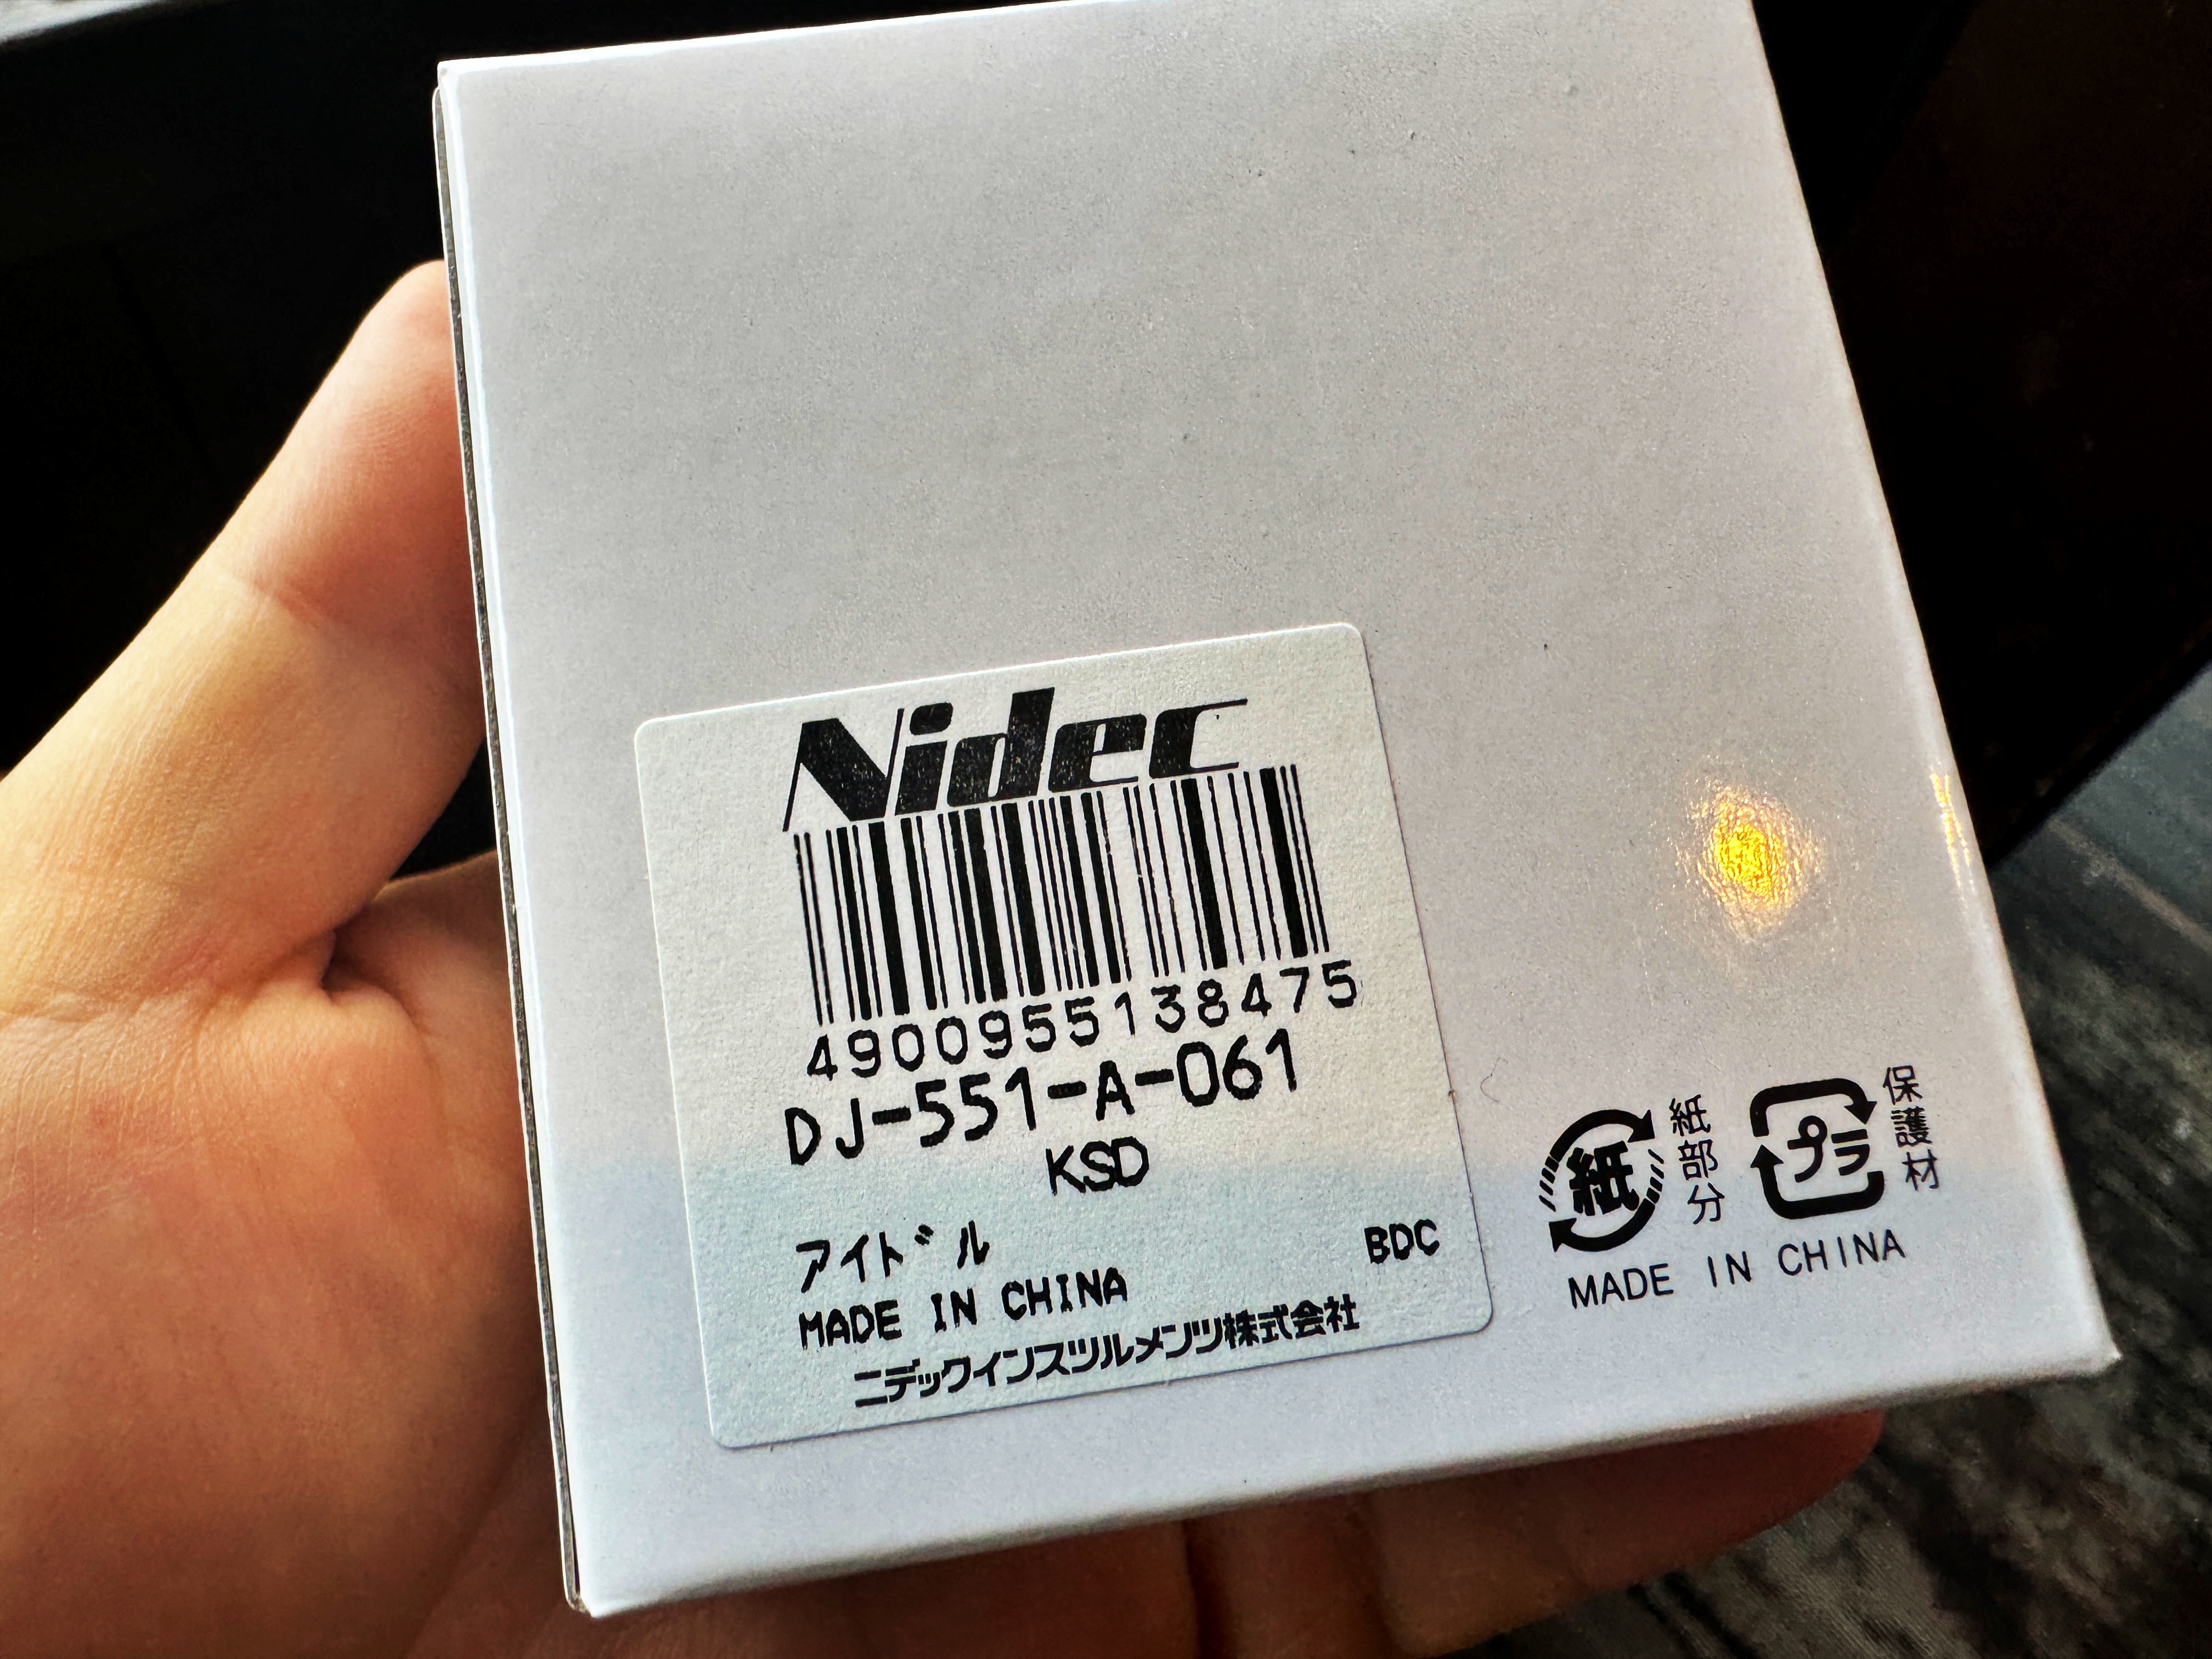 Nidec
4900955138475
DJ-551-A-061
KSD
アイドル
BDC
MADE IN CHINA
ニデックインスツルメンツ株式会社
紙
紙部分
プラ
保護材
MADE IN CHINA